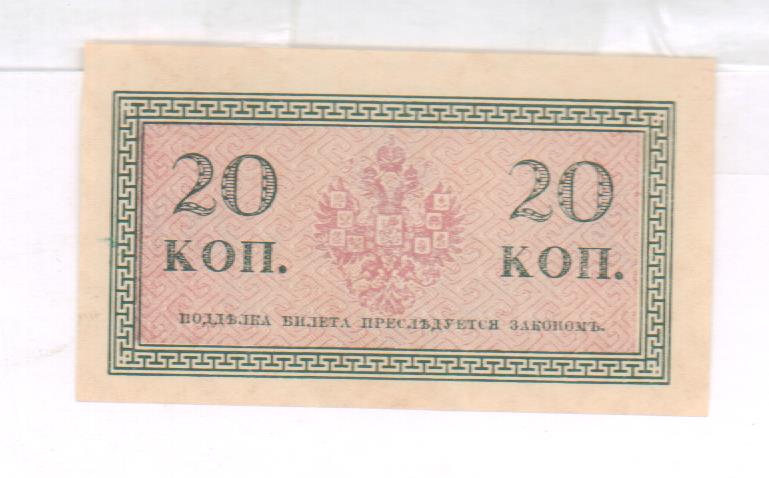 20 20
КОП. КОП.
ПОДДѢЛКА БИЛЕТА ПРЕСЛѢДУЕТСЯ ЗАКОНОМЪ.